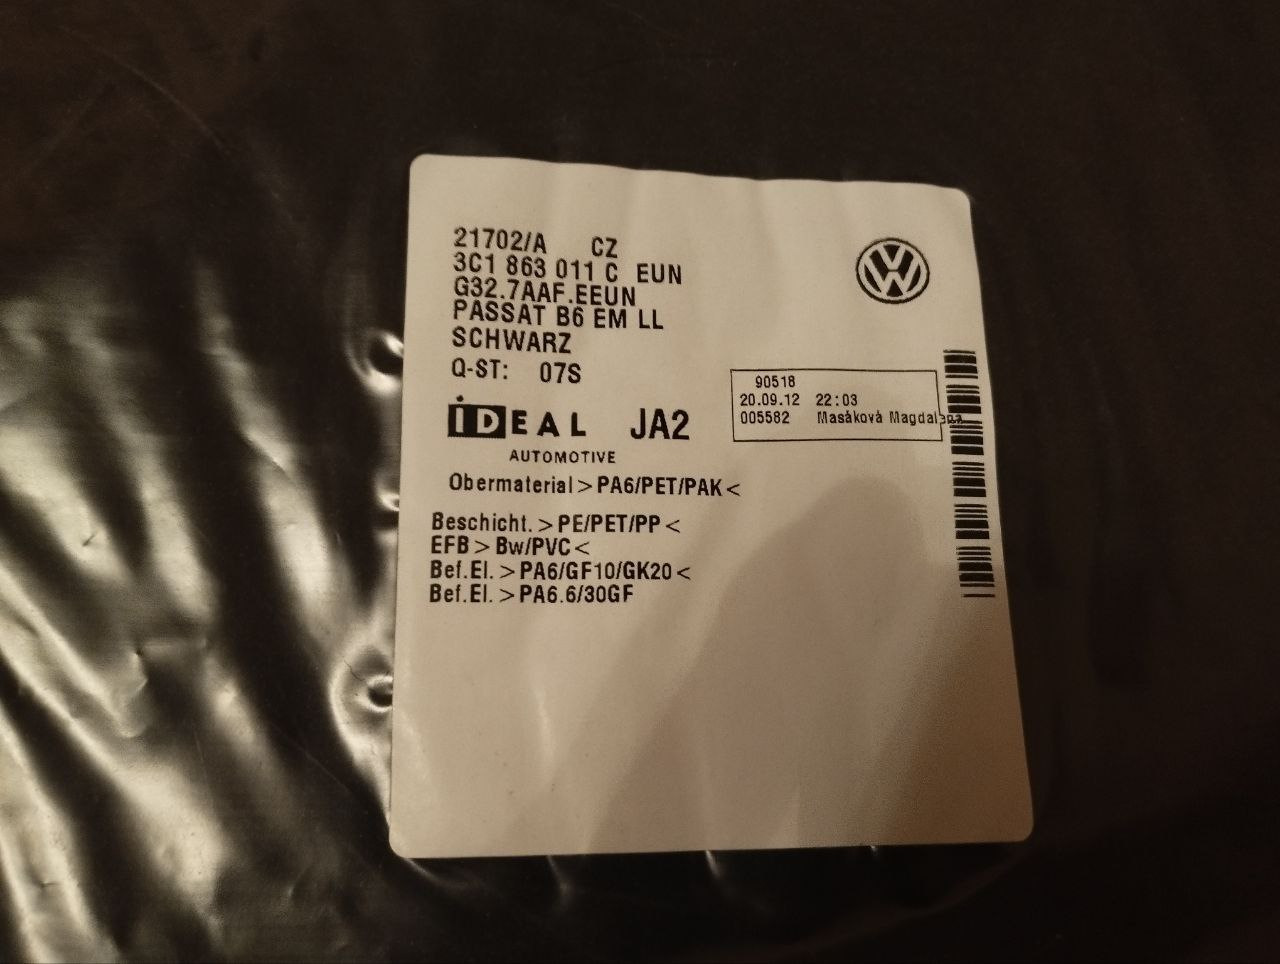 21702/A CZ
3C1 863 011 C EUN
G32.7AAF.EEUN
PASSAT B6 EM LL
SCHWARZ
Q-ST: 07S
90518
20.09.12 22:03
005582 Masáková Magdalena
IDEAL JA2
AUTOMOTIVE
Obermaterial >PA6/PET/PAK<
Beschicht. >PE/PET/PP<
EFB >Bw/PVC<
Bef.El. >PA6/GF10/GK20<
Bef.El. >PA6.6/30GF